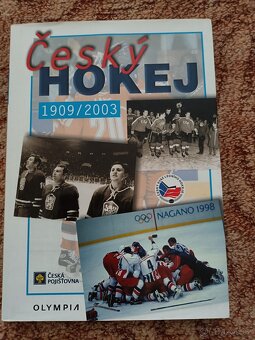 Český
HOKEJ
1909/2003
NAGANO 1998
ČESKÁ
POJIŠŤOVNA
OLYMPIA